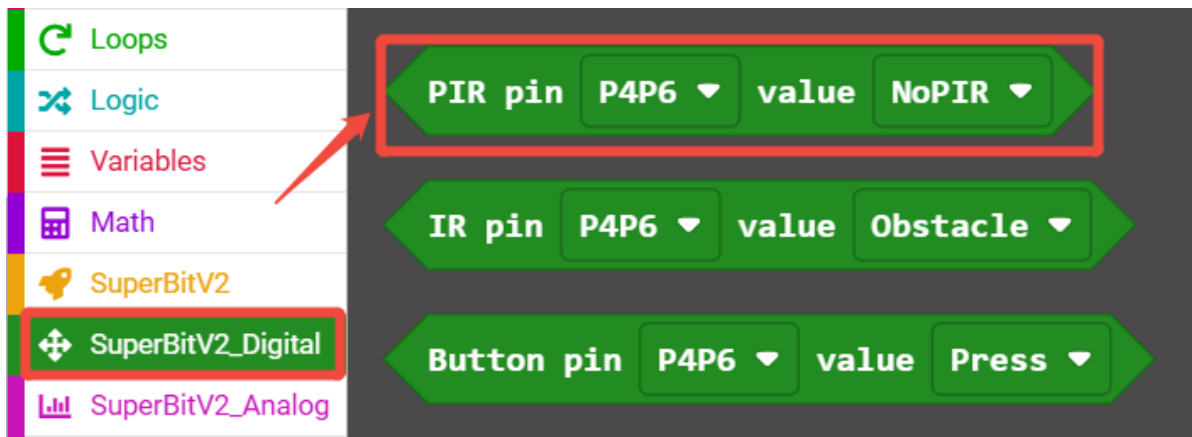 Loops
Logic
Variables
Math
SuperBitV2
SuperBitV2_Digital
SuperBitV2_Analog
PIR pin P4P6 value NoPIR
IR pin P4P6 value Obstacle
Button pin P4P6 value Press